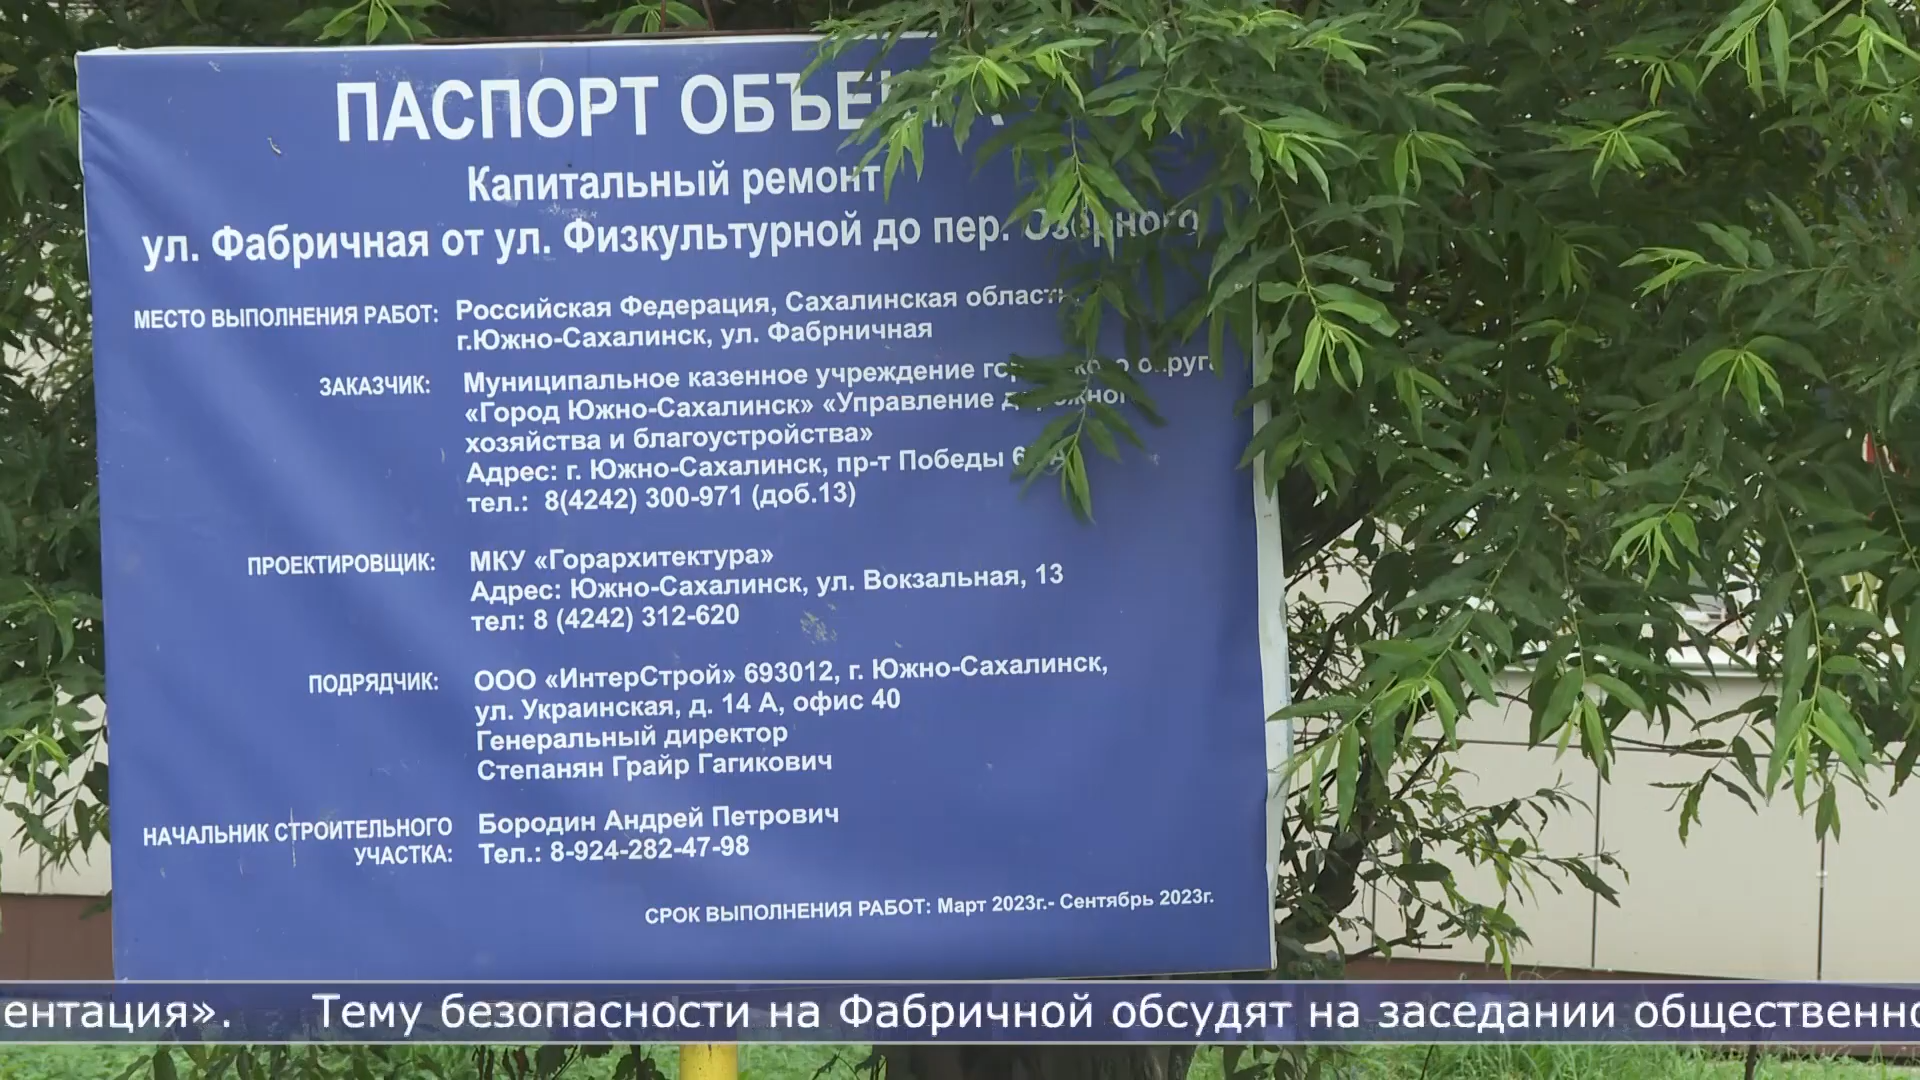 ПАСПОРТ
Капитальный ремонт
ул. Фабричная от ул. Физкультурной до пер. Озерного
МЕСТО ВЫПОЛНЕНИЯ РАБОТ: Российская Федерация, Сахалинская область,
г.Южно-Сахалинск, ул. Фабрничная
ЗАКАЗЧИК: Муниципальное казенное учреждение
«Город Южно-Сахалинск» «Управление
хозяйства и благоустройства»
Адрес: г. Южно-Сахалинск, пр-т Победы
тел.: 8(4242) 300-971 (доб.13)
ПРОЕКТИРОВЩИК: МКУ «Горархитектура»
Адрес: Южно-Сахалинск, ул. Вокзальная, 13
тел: 8 (4242) 312-620
ПОДРЯДЧИК: ООО «ИнтерСтрой» 693012, г. Южно-Сахалинск,
ул. Украинская, д. 14 А, офис 40
Генеральный директор
Степанян Грайр Гагикович
НАЧАЛЬНИК СТРОИТЕЛЬНОГО Бородин Андрей Петрович
УЧАСТКА: Тел.: 8-924-282-47-98
СРОК ВЫПОЛНЕНИЯ РАБОТ: Март 2023г.- Сентябрь 2023г.
ентация». Тему безопасности на Фабричной обсудят на заседании общественно